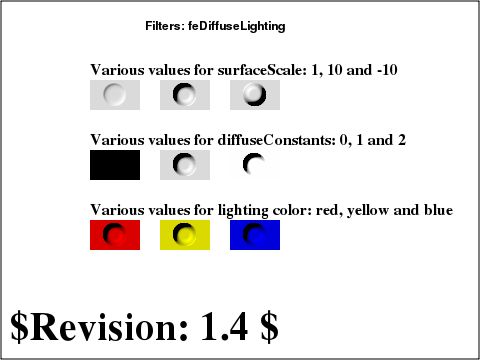 Filters: feDiffuseLighting
Various values for surfaceScale: 1, 10 and -10
Various values for diffuseConstants: 0, 1 and 2
Various values for lighting color: red, yellow and blue
$Revision: 1.4 $